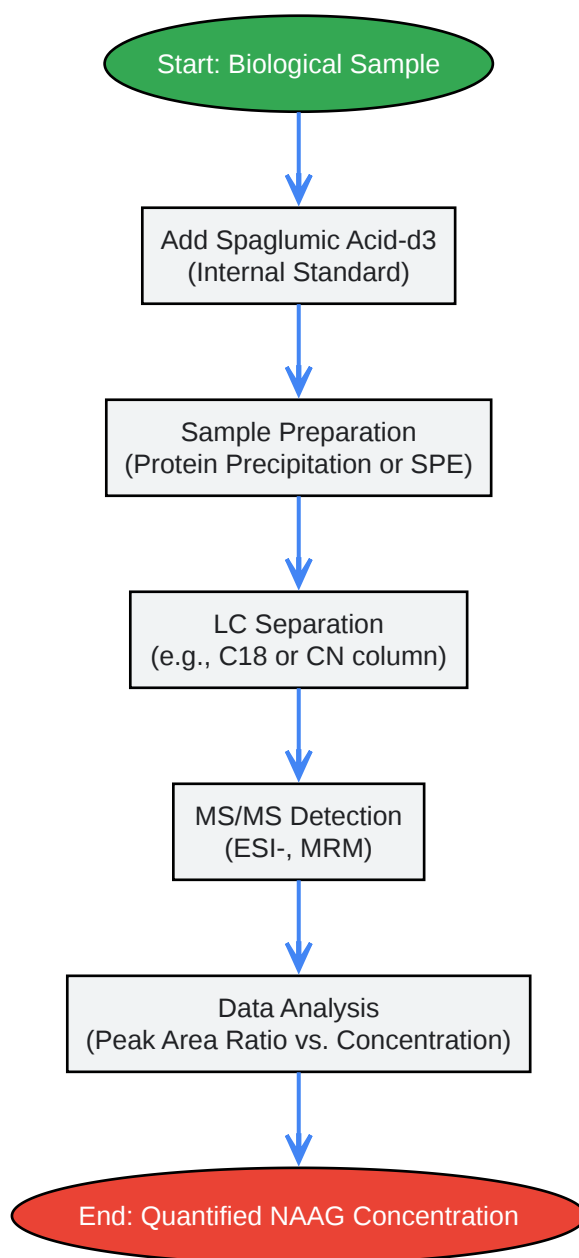 Start: Biological Sample
Add Spaglumic Acid-d3
(Internal Standard)
Sample Preparation
(Protein Precipitation or SPE)
LC Separation
(e.g., C18 or CN column)
MS/MS Detection
(ESI-, MRM)
Data Analysis
(Peak Area Ratio vs. Concentration)
End: Quantified NAAG Concentration